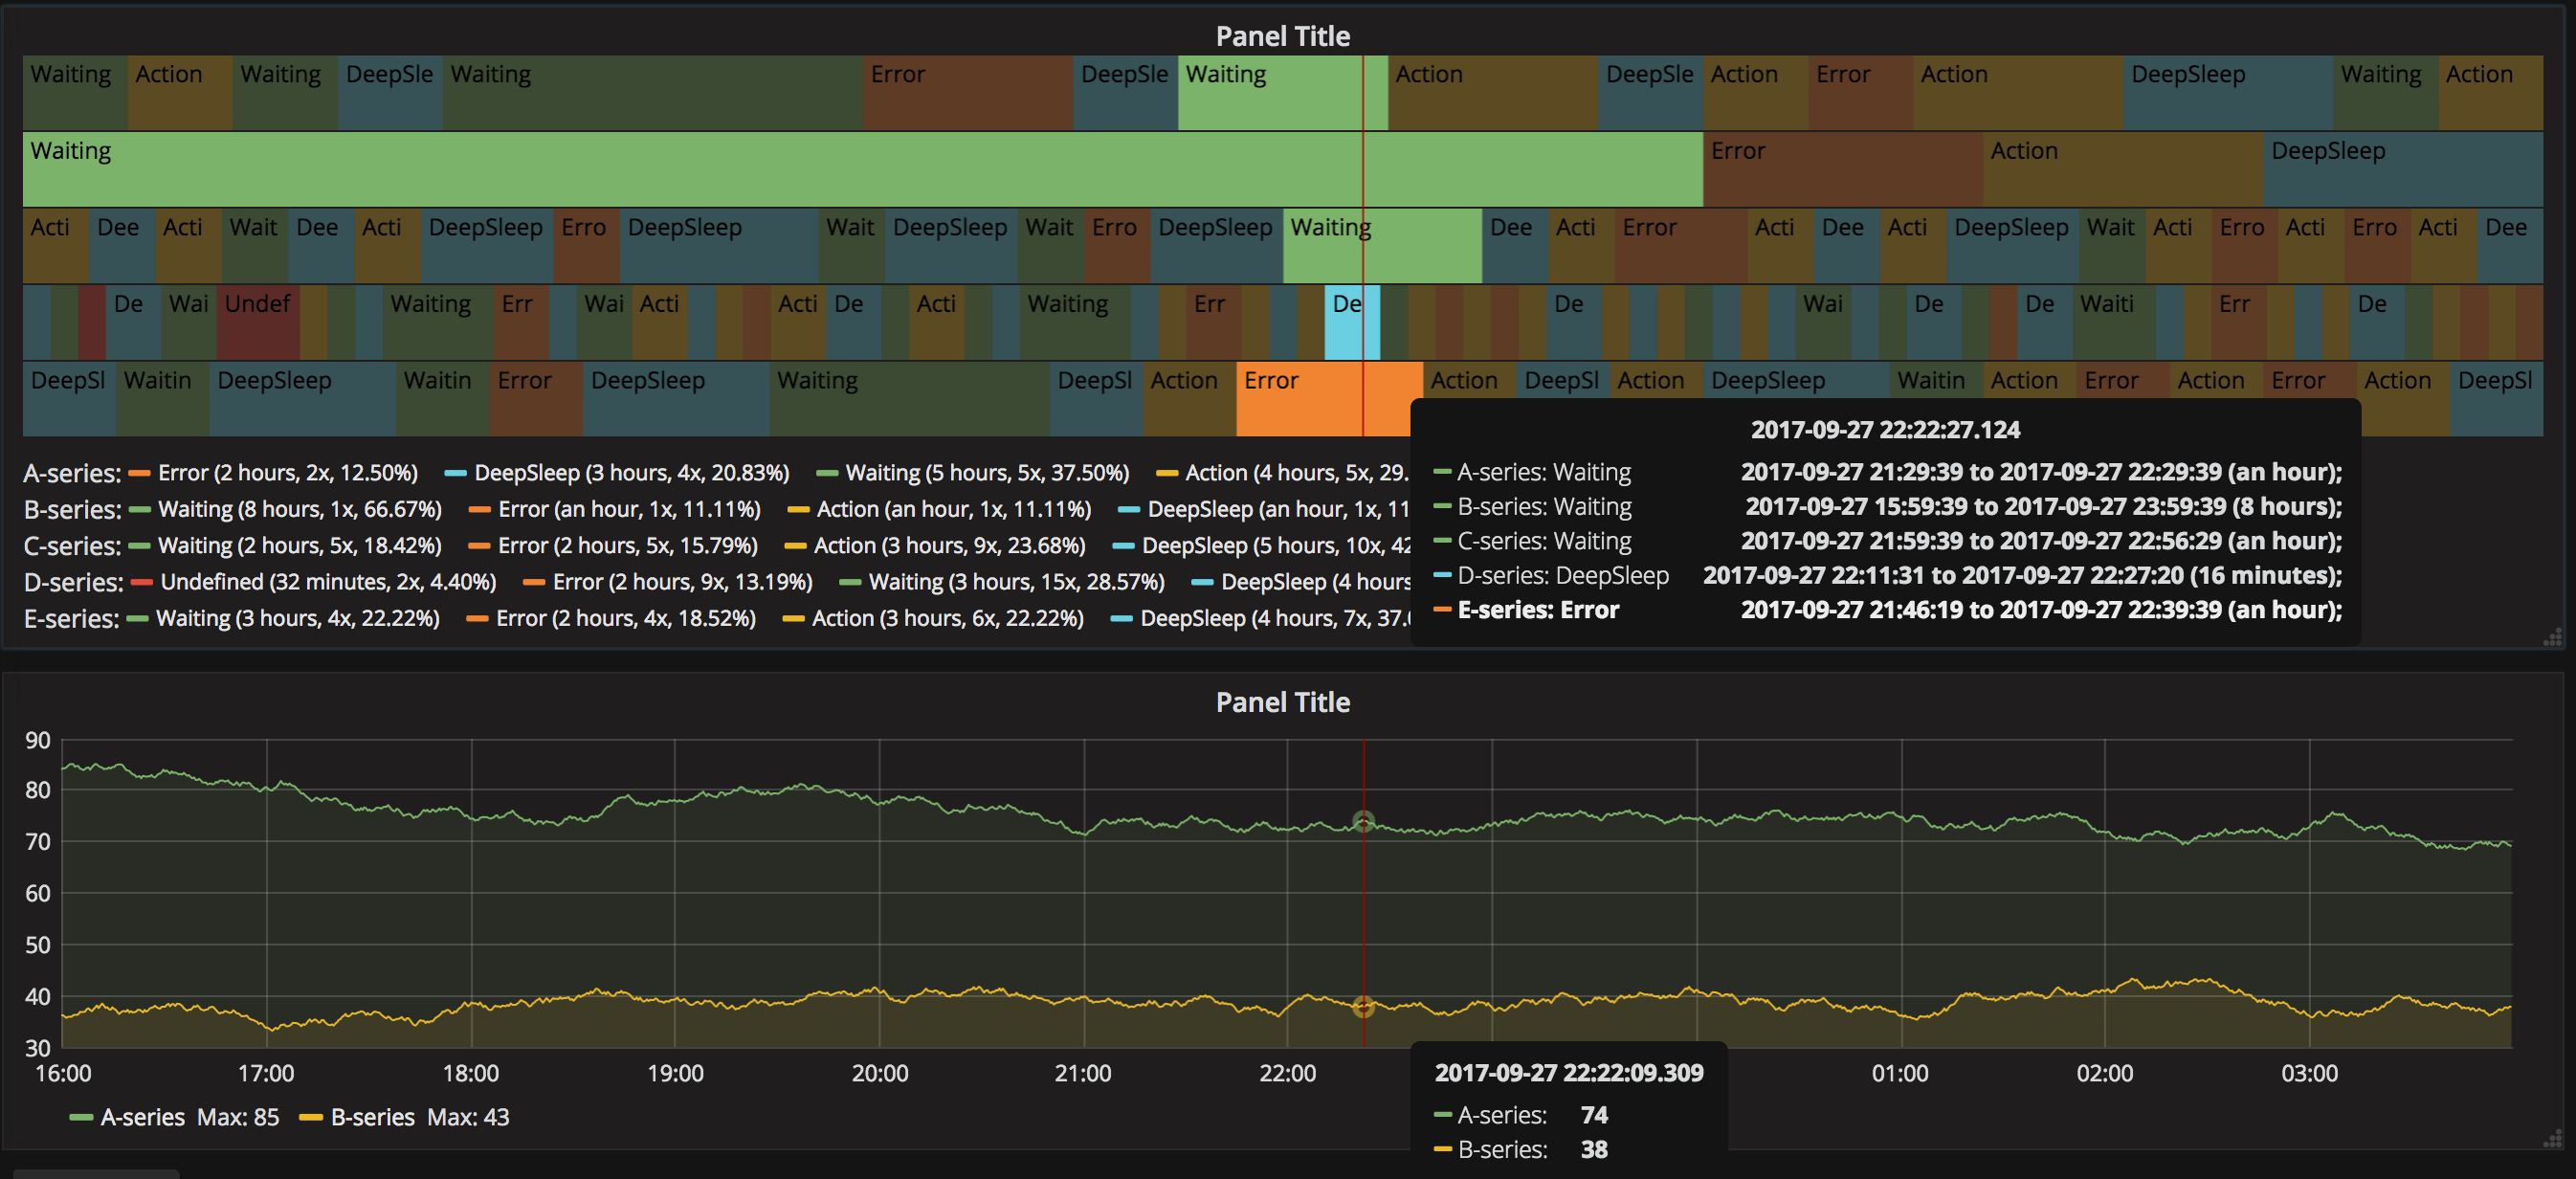 Panel Title
Waiting Action Waiting DeepSle Waiting Error DeepSle Waiting Action DeepSle Action Error Action DeepSleep Waiting Action
Waiting Error Action DeepSleep
Acti Dee Acti Wait Dee Acti DeepSleep Erro DeepSleep Wait DeepSleep Wait Erro DeepSleep Waiting Dee Acti Error Acti Dee Acti DeepSleep Wait Acti Erro Acti Erro Acti Dee
De Wai Undef Waiting Err Wai Acti Acti De Acti Waiting Err De De Wai De De Waiti Err De
DeepSl Waitin DeepSleep Waitin Error DeepSleep Waiting DeepSl Action Error Action DeepSl Action DeepSleep Waitin Action Error Action Error Action DeepSl
A-series: Error (2 hours, 2x, 12.50%) DeepSleep (3 hours, 4x, 20.83%) Waiting (5 hours, 5x, 37.50%) Action (4 hours, 5x, 29.
B-series: Waiting (8 hours, 1x, 66.67%) Error (an hour, 1x, 11.11%) Action (an hour, 1x, 11.11%) DeepSleep (an hour, 1x, 11
C-series: Waiting (2 hours, 5x, 18.42%) Error (2 hours, 5x, 15.79%) Action (3 hours, 9x, 23.68%) DeepSleep (5 hours, 10x, 42
D-series: Undefined (32 minutes, 2x, 4.40%) Error (2 hours, 9x, 13.19%) Waiting (3 hours, 15x, 28.57%) DeepSleep (4 hours
E-series: Waiting (3 hours, 4x, 22.22%) Error (2 hours, 4x, 18.52%) Action (3 hours, 6x, 22.22%) DeepSleep (4 hours, 7x, 37.
2017-09-27 22:22:27.124
A-series: Waiting 2017-09-27 21:29:39 to 2017-09-27 22:29:39 (an hour);
B-series: Waiting 2017-09-27 15:59:39 to 2017-09-27 23:59:39 (8 hours);
C-series: Waiting 2017-09-27 21:59:39 to 2017-09-27 22:56:29 (an hour);
D-series: DeepSleep 2017-09-27 22:11:31 to 2017-09-27 22:27:20 (16 minutes);
E-series: Error 2017-09-27 21:46:19 to 2017-09-27 22:39:39 (an hour);
Panel Title
90
80
70
60
50
40
30
16:00 17:00 18:00 19:00 20:00 21:00 22:00 01:00 02:00 03:00
A-series Max: 85 B-series Max: 43
2017-09-27 22:22:09.309
A-series: 74
B-series: 38